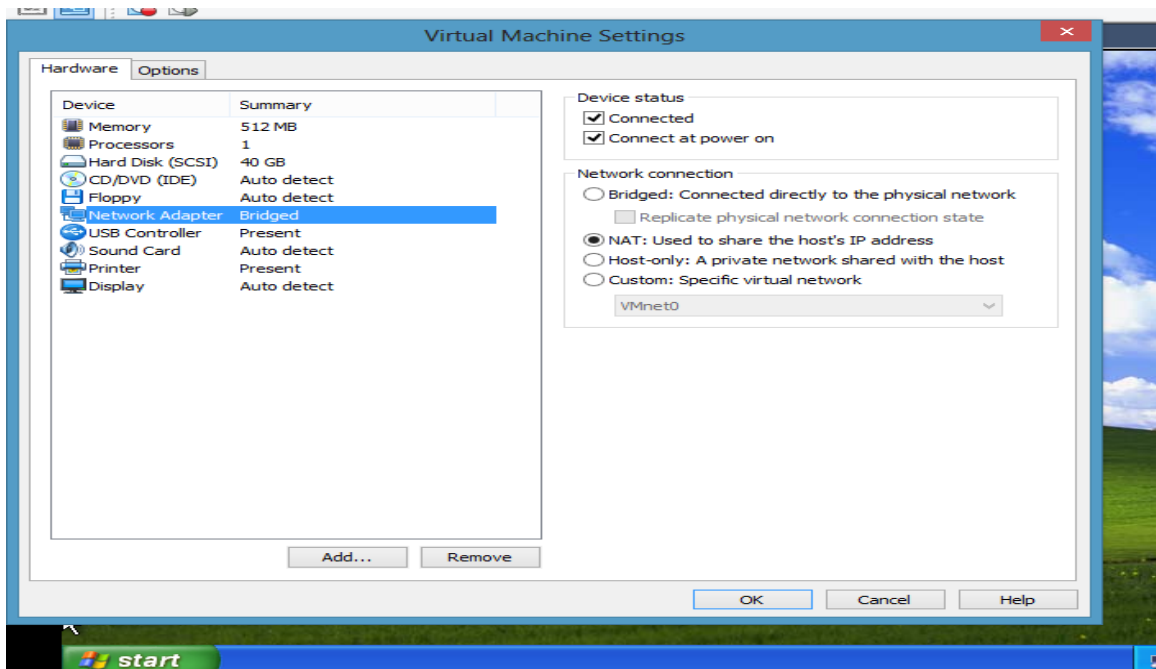 Virtual Machine Settings
Hardware Options
Device Summary
Memory 512 MB
Processors 1
Hard Disk (SCSI) 40 GB
CD/DVD (IDE) Auto detect
Floppy Auto detect
Network Adapter Bridged
USB Controller Present
Sound Card Auto detect
Printer Present
Display Auto detect
Add... Remove
Device status
Connected
Connect at power on
Network connection
Bridged: Connected directly to the physical network
Replicate physical network connection state
NAT: Used to share the host's IP address
Host-only: A private network shared with the host
Custom: Specific virtual network
VMnet0
OK Cancel Help
start